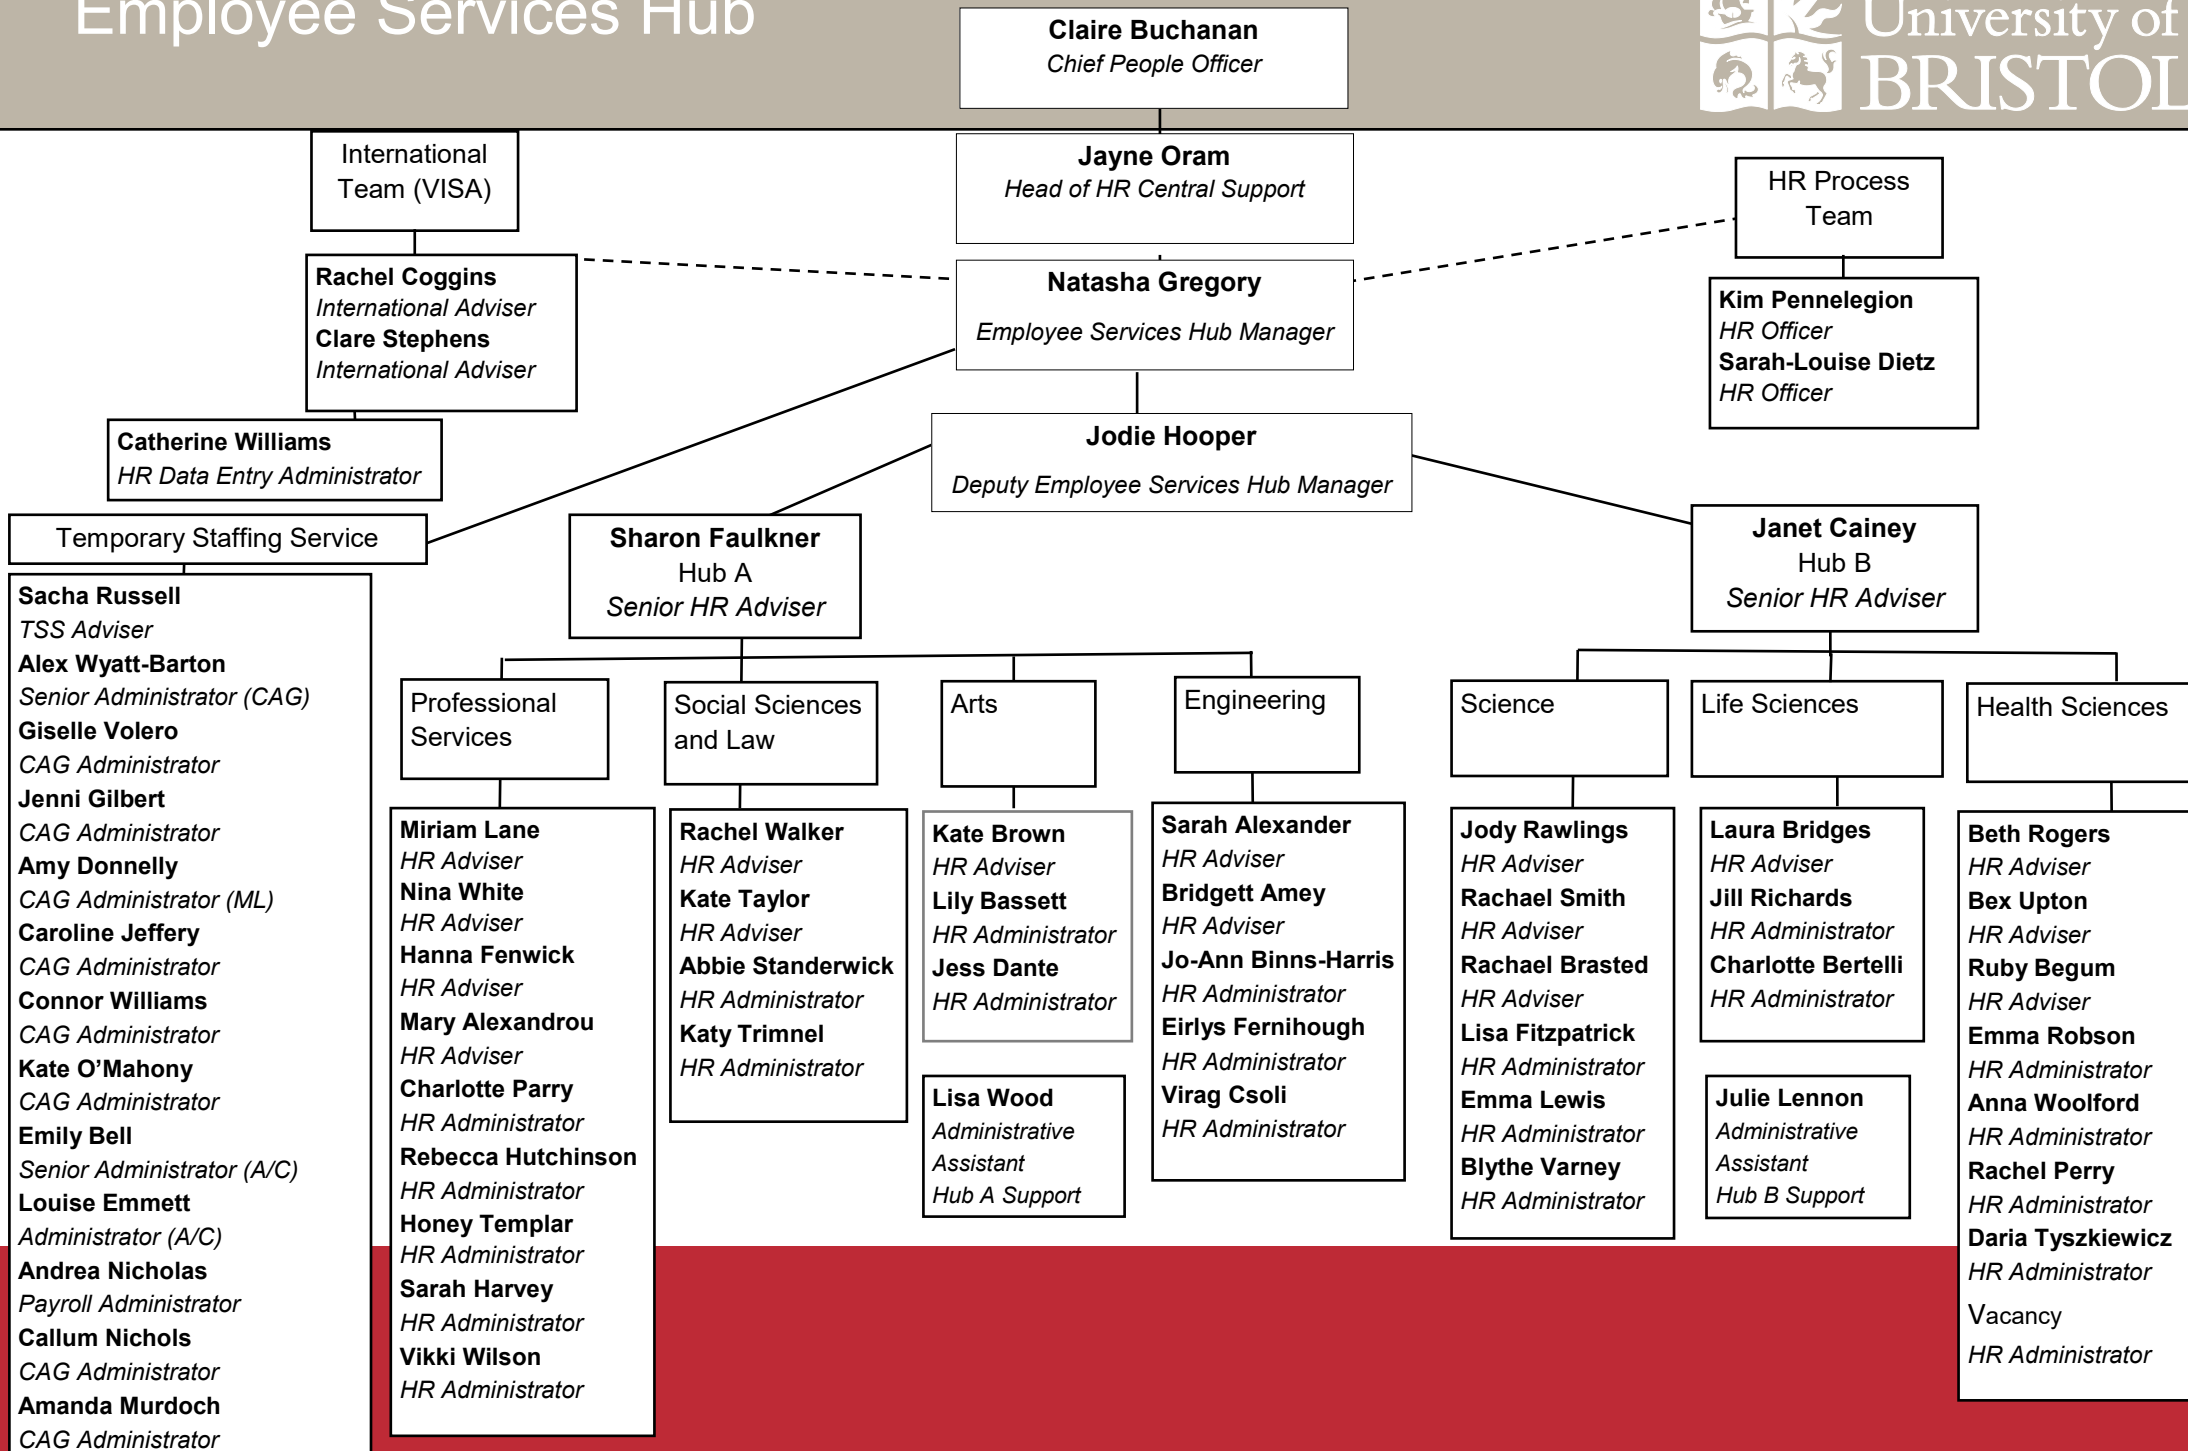 Employee Services Hub
University of
BRISTOL
Claire Buchanan
Chief People Officer
Jayne Oram
Head of HR Central Support
International
Team (VISA)
HR Process
Team
Rachel Coggins
International Adviser
Clare Stephens
International Adviser
Natasha Gregory
Employee Services Hub Manager
Kim Pennelegion
HR Officer
Sarah-Louise Dietz
HR Officer
Catherine Williams
HR Data Entry Administrator
Jodie Hooper
Deputy Employee Services Hub Manager
Temporary Staffing Service
Sharon Faulkner
Hub A
Senior HR Adviser
Janet Cainey
Hub B
Senior HR Adviser
Sacha Russell
TSS Adviser
Alex Wyatt-Barton
Senior Administrator (CAG)
Giselle Volero
CAG Administrator
Jenni Gilbert
CAG Administrator
Amy Donnelly
CAG Administrator (ML)
Caroline Jeffery
CAG Administrator
Connor Williams
CAG Administrator
Kate O’Mahony
CAG Administrator
Emily Bell
Senior Administrator (A/C)
Louise Emmett
Administrator (A/C)
Andrea Nicholas
Payroll Administrator
Callum Nichols
CAG Administrator
Amanda Murdoch
CAG Administrator
Professional
Services
Miriam Lane
HR Adviser
Nina White
HR Adviser
Hanna Fenwick
HR Adviser
Mary Alexandrou
HR Adviser
Charlotte Parry
HR Administrator
Rebecca Hutchinson
HR Administrator
Honey Templar
HR Administrator
Sarah Harvey
HR Administrator
Vikki Wilson
HR Administrator
Social Sciences
and Law
Rachel Walker
HR Adviser
Kate Taylor
HR Adviser
Abbie Standerwick
HR Administrator
Katy Trimnel
HR Administrator
Arts
Kate Brown
HR Adviser
Lily Bassett
HR Administrator
Jess Dante
HR Administrator
Lisa Wood
Administrative
Assistant
Hub A Support
Engineering
Sarah Alexander
HR Adviser
Bridgett Amey
HR Adviser
Jo-Ann Binns-Harris
HR Administrator
Eirlys Fernihough
HR Administrator
Virag Csoli
HR Administrator
Science
Jody Rawlings
HR Adviser
Rachael Smith
HR Adviser
Rachael Brasted
HR Adviser
Lisa Fitzpatrick
HR Administrator
Emma Lewis
HR Administrator
Blythe Varney
HR Administrator
Life Sciences
Laura Bridges
HR Adviser
Jill Richards
HR Administrator
Charlotte Bertelli
HR Administrator
Julie Lennon
Administrative
Assistant
Hub B Support
Health Sciences
Beth Rogers
HR Adviser
Bex Upton
HR Adviser
Ruby Begum
HR Adviser
Emma Robson
HR Administrator
Anna Woolford
HR Administrator
Rachel Perry
HR Administrator
Daria Tyszkiewicz
HR Administrator
Vacancy
HR Administrator